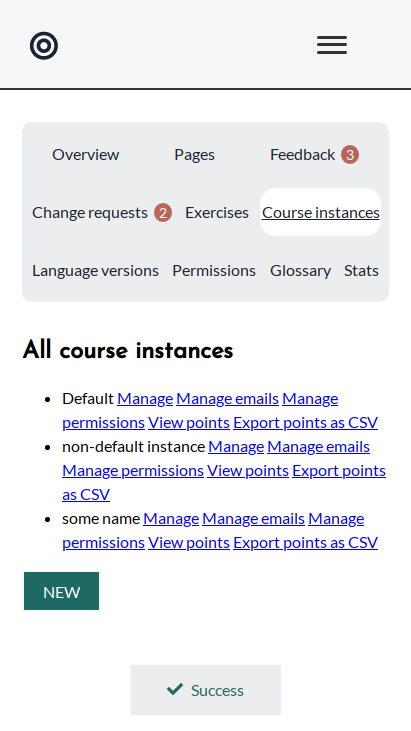 Overview Pages Feedback 3
Change requests 2 Exercises Course instances
Language versions Permissions Glossary Stats
All course instances
Default Manage Manage emails Manage
permissions View points Export points as CSV
non-default instance Manage Manage emails
Manage permissions View points Export points
as CSV
some name Manage Manage emails Manage
permissions View points Export points as CSV
NEW
Success